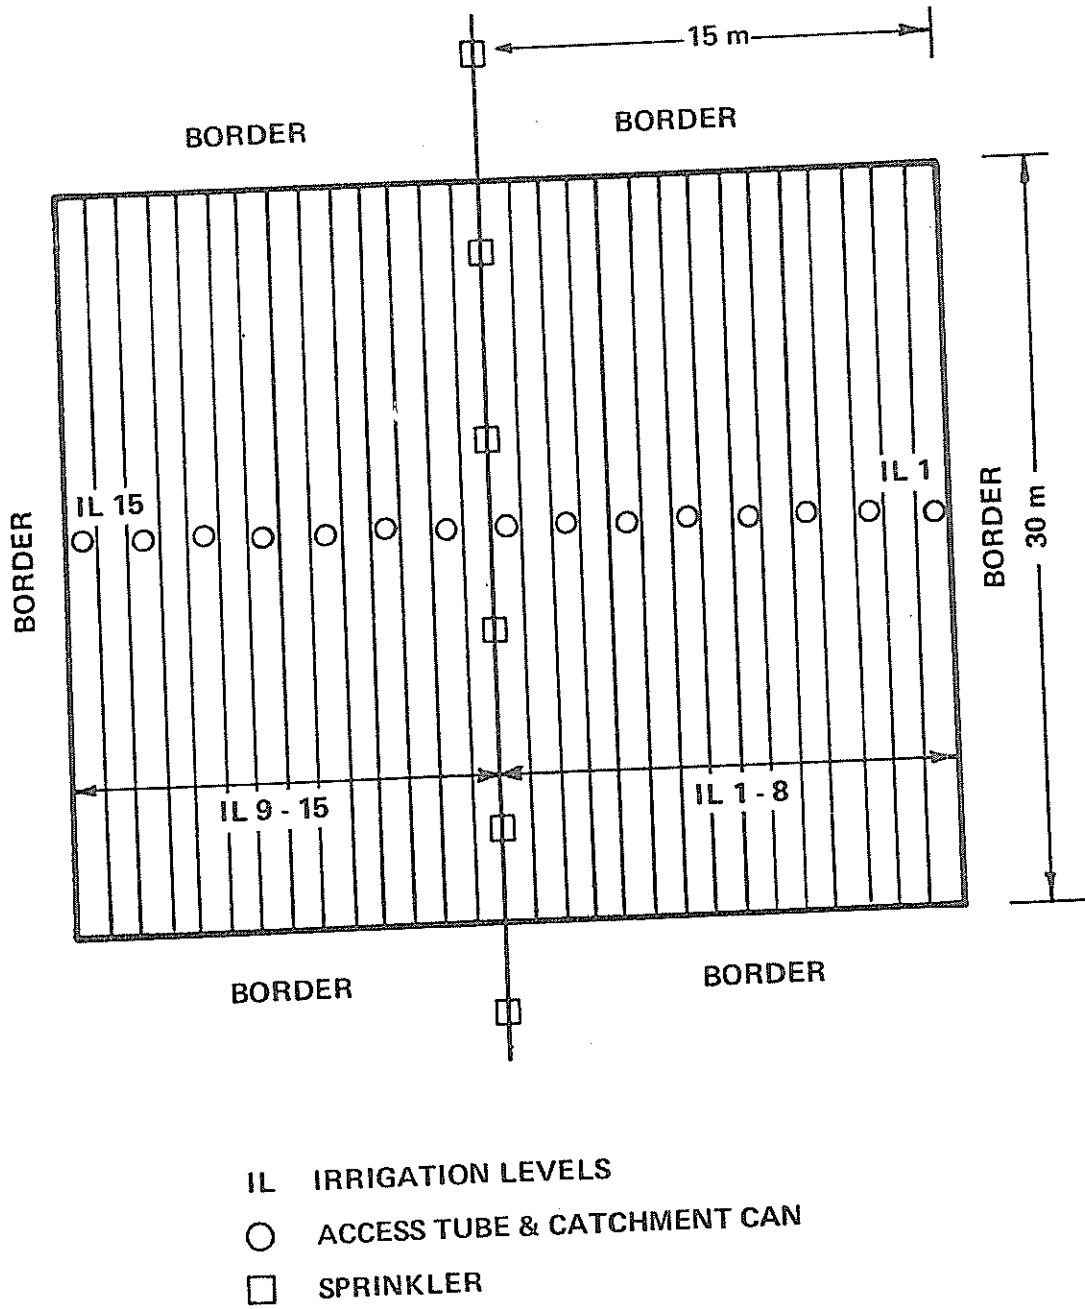 15 m
BORDER
BORDER
IL 15
IL 1
BORDER
BORDER
30 m
IL 9 - 15
IL 1 - 8
BORDER
BORDER
IL IRRIGATION LEVELS
ACCESS TUBE & CATCHMENT CAN
SPRINKLER